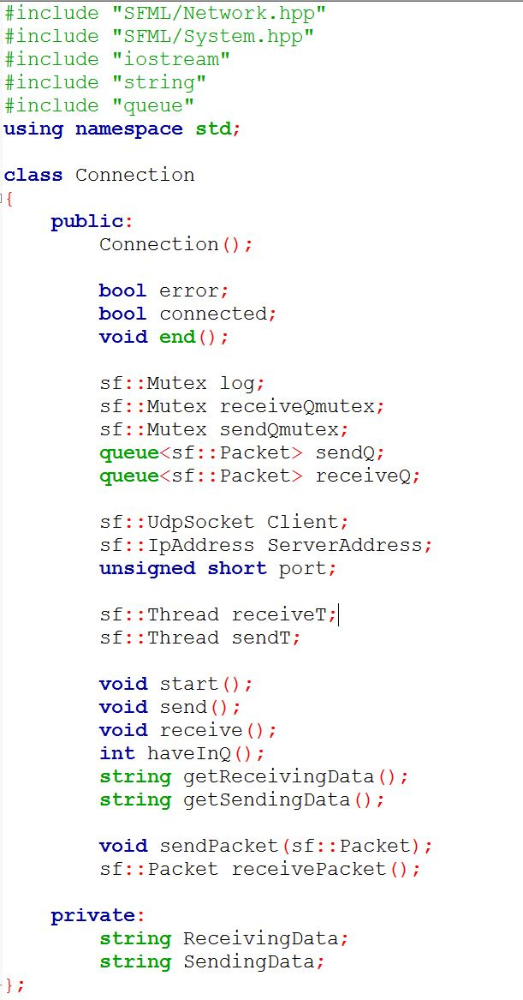 #include "SFML/Network.hpp"
#include "SFML/System.hpp"
#include "iostream"
#include "string"
#include "queue"
using namespace std;
class Connection
{
public:
Connection();
bool error;
bool connected;
void end();
sf::Mutex log;
sf::Mutex receiveQmutex;
sf::Mutex sendQmutex;
queue<sf::Packet> sendQ;
queue<sf::Packet> receiveQ;
sf::UdpSocket Client;
sf::IpAddress ServerAddress;
unsigned short port;
sf::Thread receiveT;
sf::Thread sendT;
void start();
void send();
void receive();
int haveInQ();
string getReceivingData();
string getSendingData();
void sendPacket(sf::Packet);
sf::Packet receivePacket();
private:
string ReceivingData;
string SendingData;
};